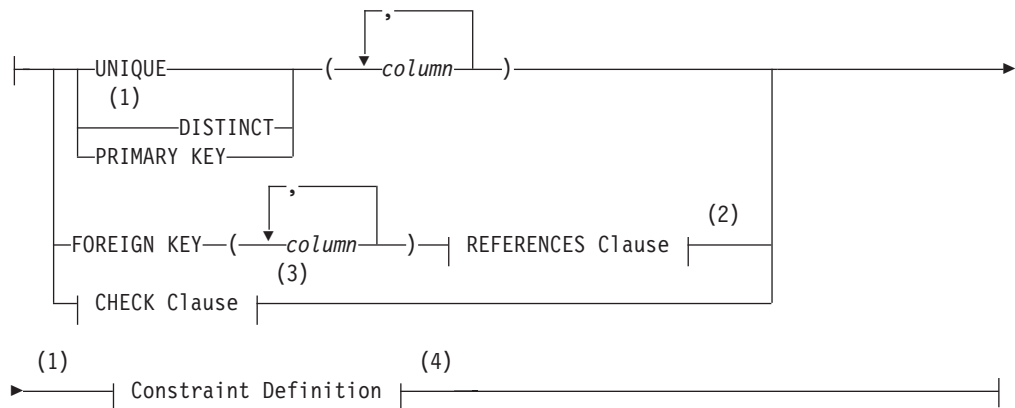 ,
UNIQUE ( column )
(1)
DISTINCT
PRIMARY KEY
,
(2)
FOREIGN KEY ( column ) REFERENCES Clause
(3)
CHECK Clause
(1) (4)
Constraint Definition